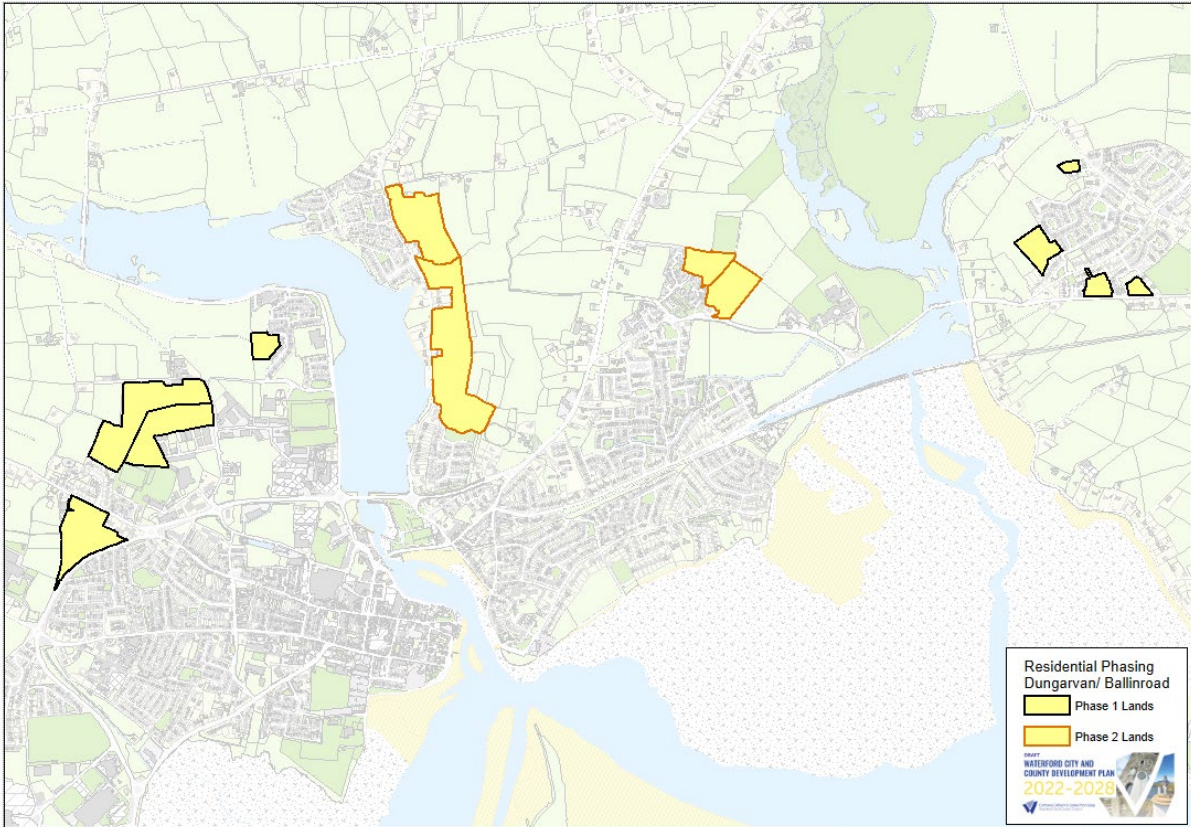 Residential Phasing
Dungarvan/ Ballinroad
Phase 1 Lands
Phase 2 Lands
DRAFT
WATERFORD CITY AND
COUNTY DEVELOPMENT PLAN
2022-2028